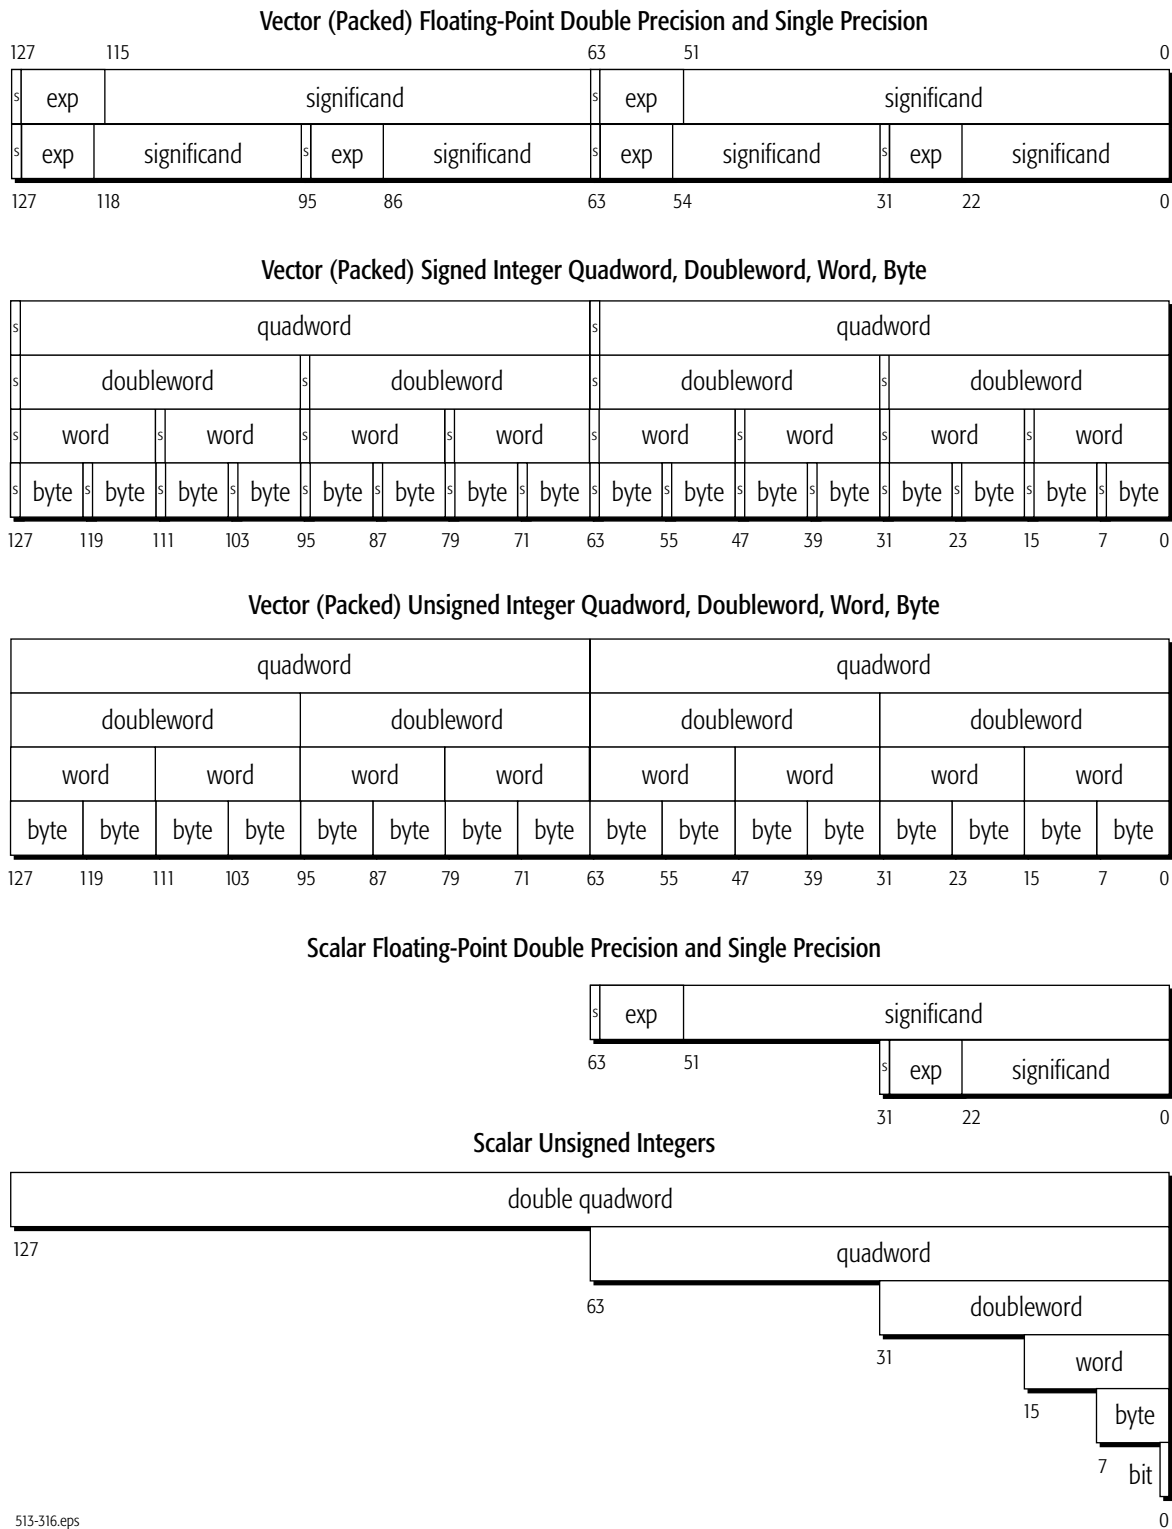 Vector (Packed) Floating-Point Double Precision and Single Precision
127 115 63 51 0
s exp significand s exp significand
s exp significand s exp significand s exp significand s exp significand
127 118 95 86 63 54 31 22 0
Vector (Packed) Signed Integer Quadword, Doubleword, Word, Byte
s quadword s quadword
s doubleword s doubleword s doubleword s doubleword
s word s word s word s word s word s word s word s word
s byte s byte s byte s byte s byte s byte s byte s byte s byte s byte s byte s byte s byte s byte s byte s byte
127 119 111 103 95 87 79 71 63 55 47 39 31 23 15 7 0
Vector (Packed) Unsigned Integer Quadword, Doubleword, Word, Byte
quadword quadword
doubleword doubleword doubleword doubleword
word word word word word word word word
byte byte byte byte byte byte byte byte byte byte byte byte byte byte byte byte
127 119 111 103 95 87 79 71 63 55 47 39 31 23 15 7 0
Scalar Floating-Point Double Precision and Single Precision
s exp significand
63 51
s exp significand
31 22 0
Scalar Unsigned Integers
double quadword
127
quadword
63
doubleword
31
word
15
byte
7
bit
513-316.eps 0